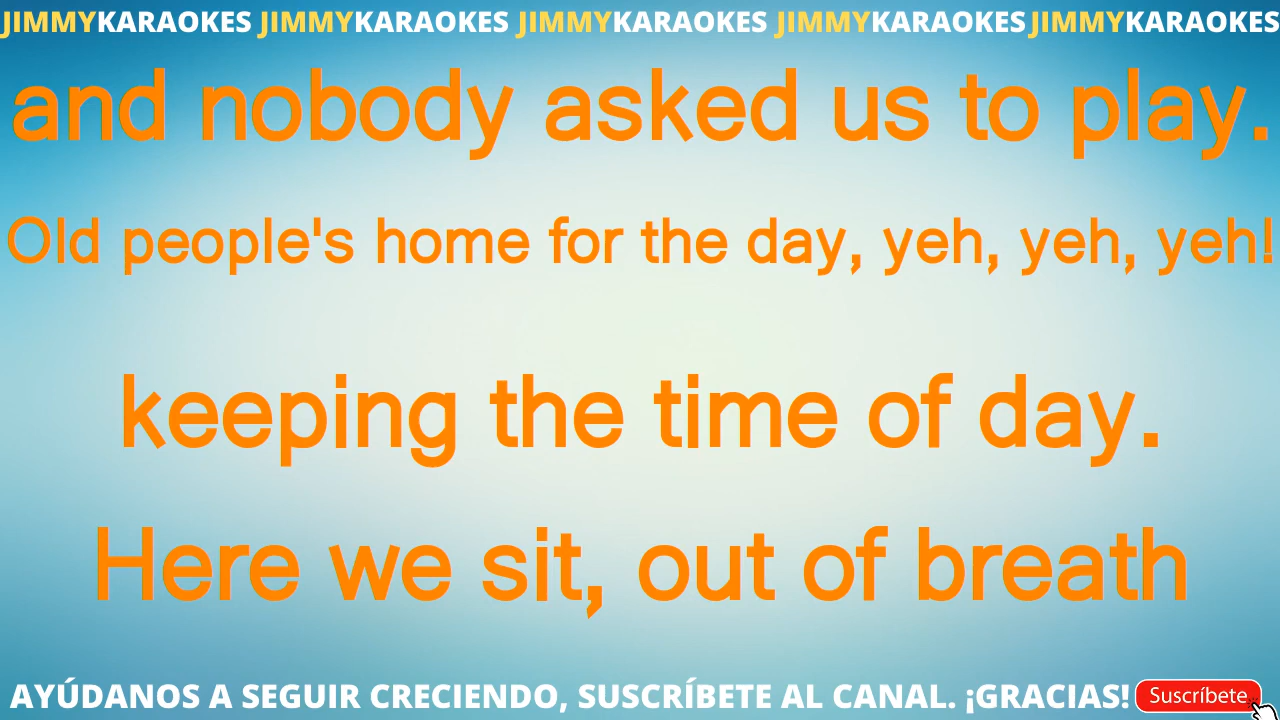 JIMMYKARAOKES JIMMYKARAOKES JIMMYKARAOKES JIMMYKARAOKES JIMMYKARAOKES
and nobody asked us to play.
Old people's home for the day, yeh, yeh, yeh!
keeping the time of day.
Here we sit, out of breath
AYÚDANOS A SEGUIR CRECIENDO, SUSCRÍBETE AL CANAL. ¡GRACIAS! Suscríbete